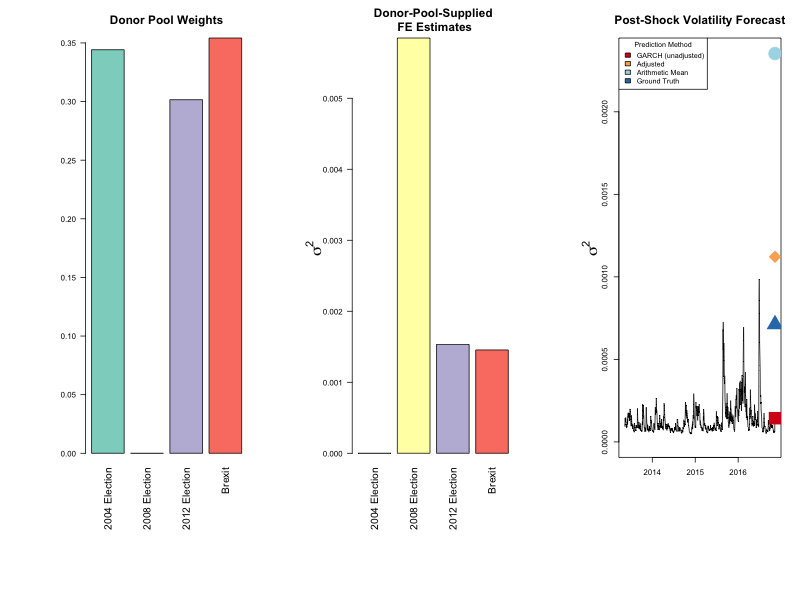 Donor Pool Weights
0.35
0.30
0.25
0.20
0.15
0.10
0.05
0.00
2004 Election
2008 Election
2012 Election
Brexit
Donor-Pool-Supplied
FE Estimates
σ²
0.005
0.004
0.003
0.002
0.001
0.000
2004 Election
2008 Election
2012 Election
Brexit
Post-Shock Volatility Forecast
Prediction Method
GARCH (unadjusted)
Adjusted
Arithmetic Mean
Ground Truth
σ²
0.0020
0.0015
0.0010
0.0005
0.0000
2014
2015
2016